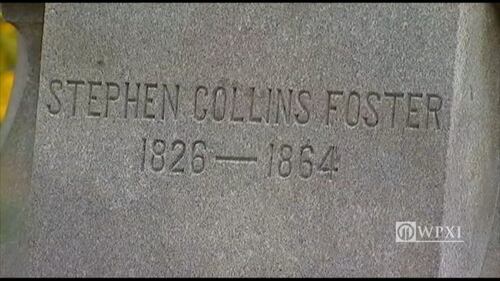 STEPHEN COLLINS FOSTER
1826 — 1864
WPXI